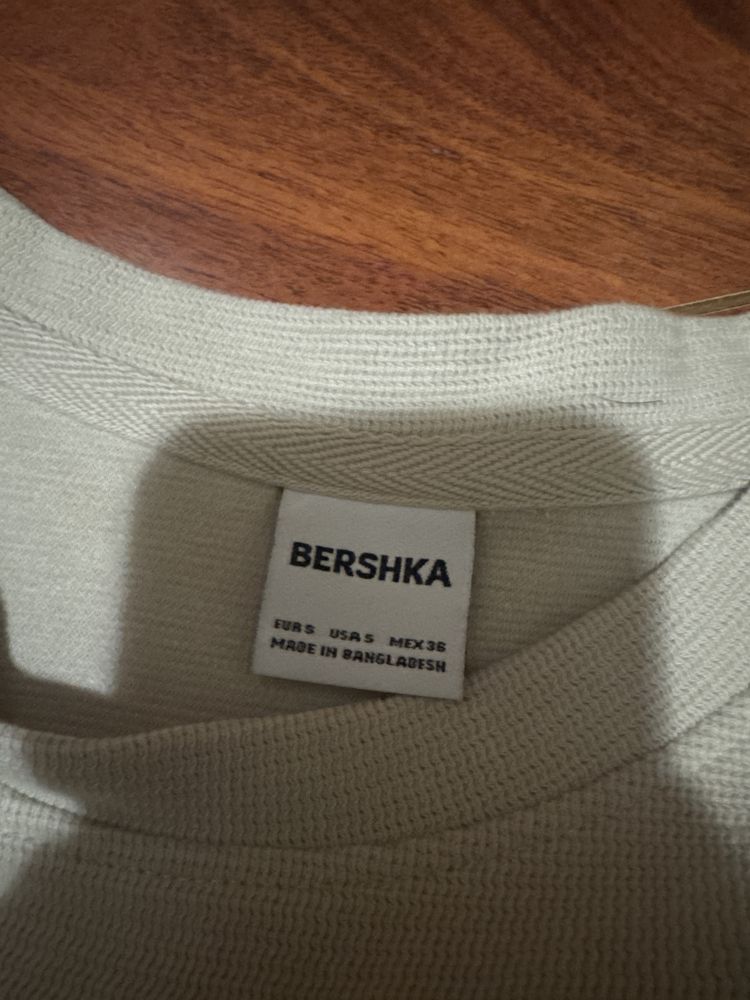 BERSHKA
EUR S USA S MEX 36
MADE IN BANGLADESH